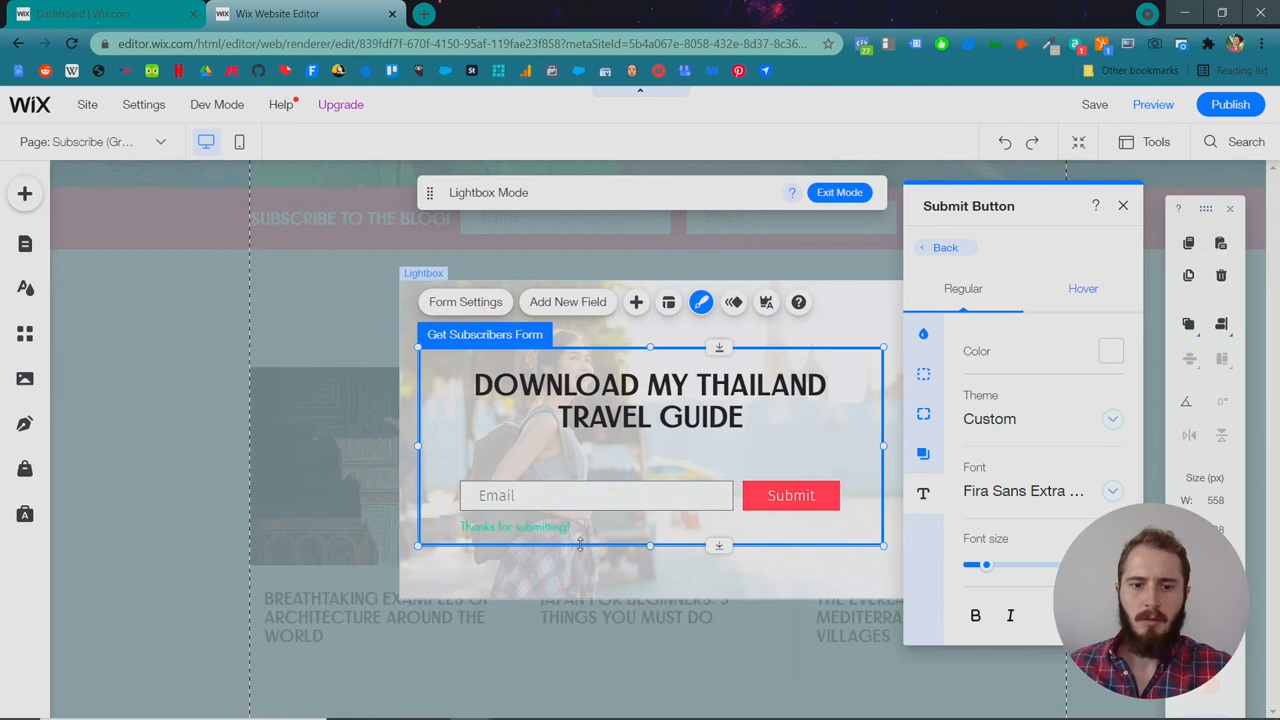 Dashboard | Wix.com
Wix Website Editor
editor.wix.com/html/editor/web/renderer/edit/839fdf7f-670f-4150-95af-119fae23f858?metaSiteId=5b4a067e-8058-432e-8d37-8c36...
27
Other bookmarks
Reading list
WiX
Site
Settings
Dev Mode
Help
Upgrade
Save
Preview
Publish
Page: Subscribe (Gr...
Tools
Search
Lightbox Mode
?
Exit Mode
SUBSCRIBE TO THE BLOG!
Name
Email
Lightbox
Form Settings
Add New Field
Get Subscribers Form
DOWNLOAD MY THAILAND
TRAVEL GUIDE
Email
Submit
Thanks for submitting!
BREATHTAKING EXAMPLES OF
ARCHITECTURE AROUND THE
WORLD
JAPAN FOR BEGINNERS: 5
THINGS YOU MUST DO
MEDITERRA
VILLAGES
Submit Button
?
Back
Regular
Hover
Color
Theme
Custom
Font
Fira Sans Extra ...
Font size
B
I
?
0°
Size (px)
W:
558